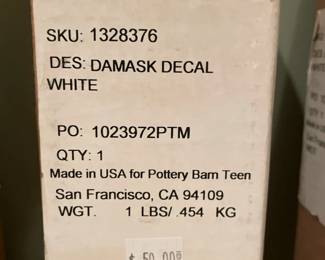 SKU: 1328376
DES: DAMASK DECAL
WHITE
PO: 1023972PTM
QTY: 1
Made in USA for Pottery Barn Teen
San Francisco, CA 94109
WGT. 1 LBS/ .454 KG